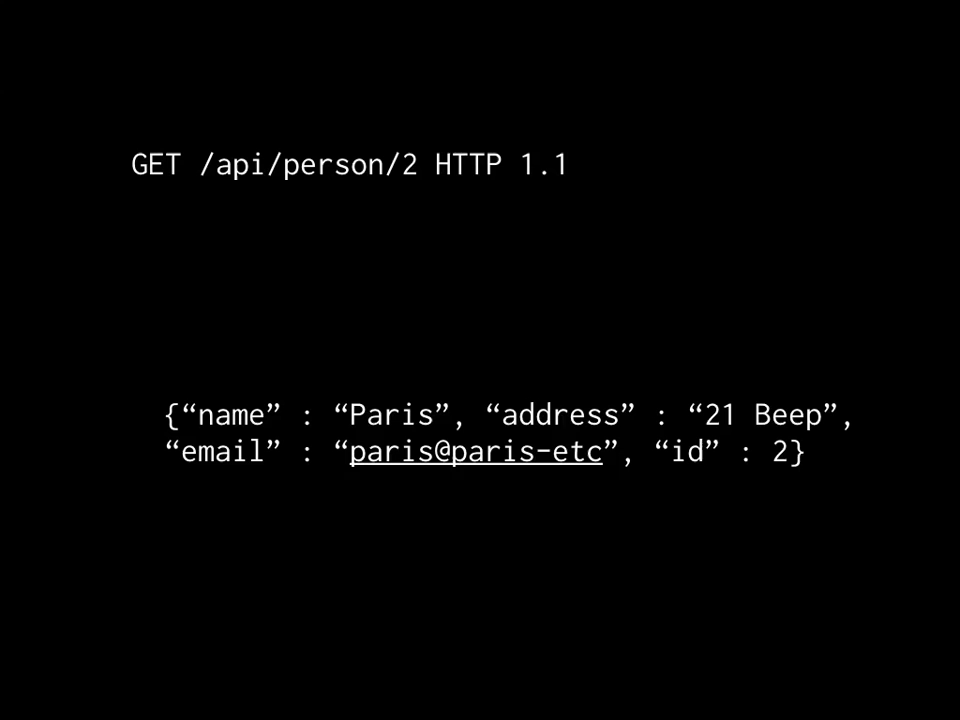 GET /api/person/2 HTTP 1.1
{“name” : “Paris”, “address” : “21 Beep”,
“email” : “paris@paris-etc”, “id” : 2}